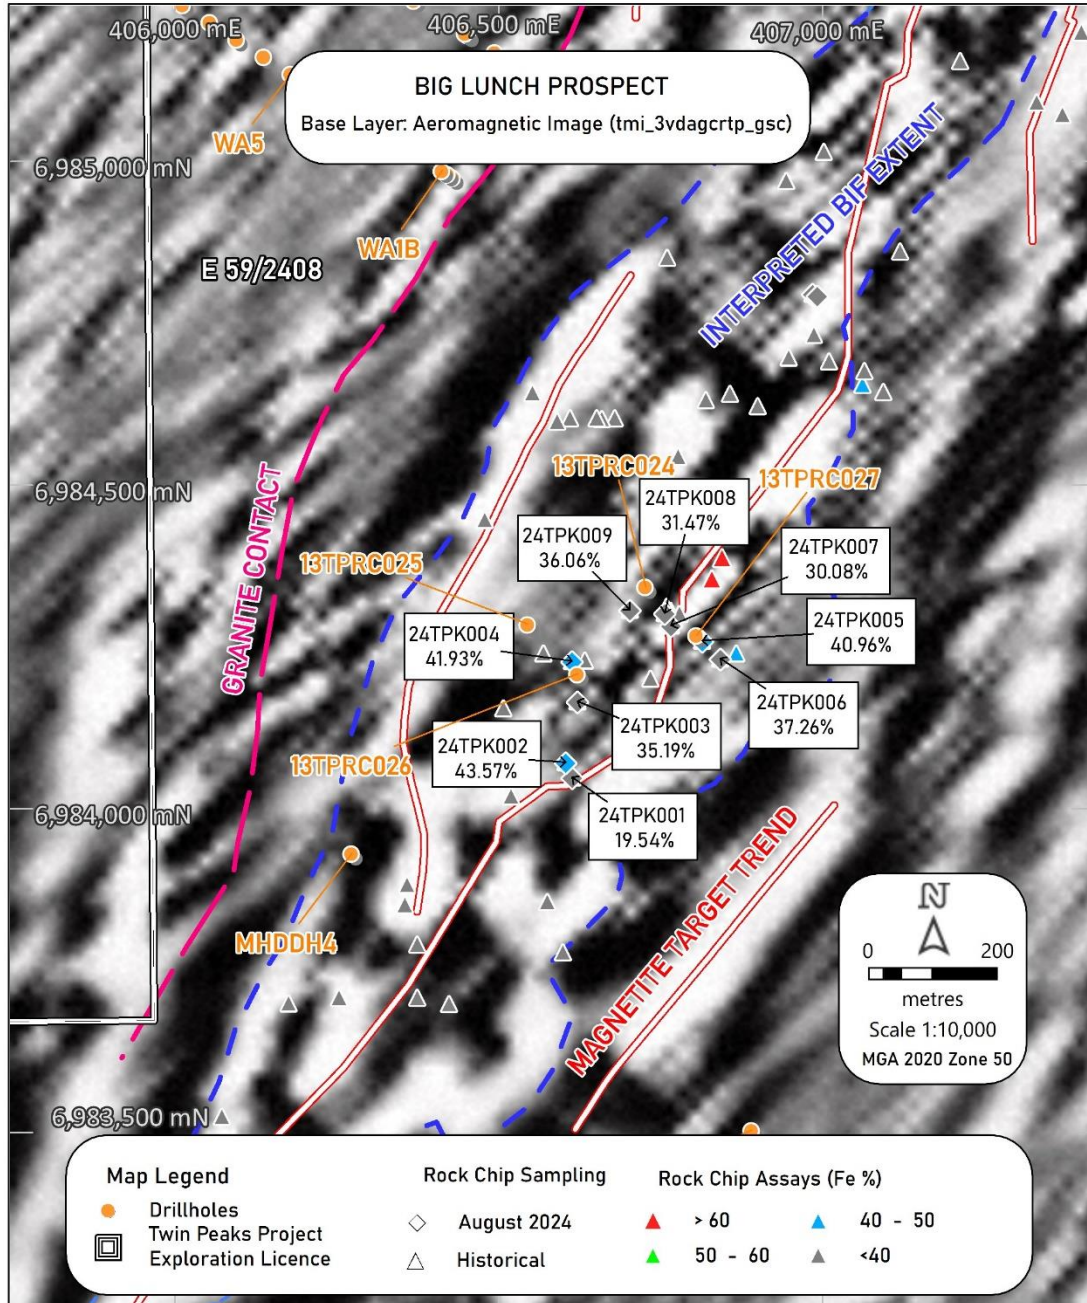 406,000 mE
406,500 mE
407,000 mE
BIG LUNCH PROSPECT
Base Layer: Aeromagnetic Image (tmi_3vdagcrtp_gsc)
WA5
6,985,000 mN
WA1B
E 59/2408
INTERPRETED BIF EXTENT
13TPRC024
13TPRC027
6,984,500 mN
24TPK008
31.47%
24TPK009
36.06%
24TPK007
30.08%
13TPRC025
GRANITE CONTACT
24TPK004
41.93%
24TPK005
40.96%
24TPK006
37.26%
24TPK003
35.19%
24TPK002
43.57%
13TPRC026
24TPK001
19.54%
6,984,000 mN
MHDDH4
MAGNETITE TARGET TREND
N
0 200
metres
Scale 1:10,000
MGA 2020 Zone 50
6,983,500 mN
Map Legend
Drillholes
Twin Peaks Project
Exploration Licence
Rock Chip Sampling
August 2024
Historical
Rock Chip Assays (Fe %)
> 60
40 - 50
50 - 60
<40